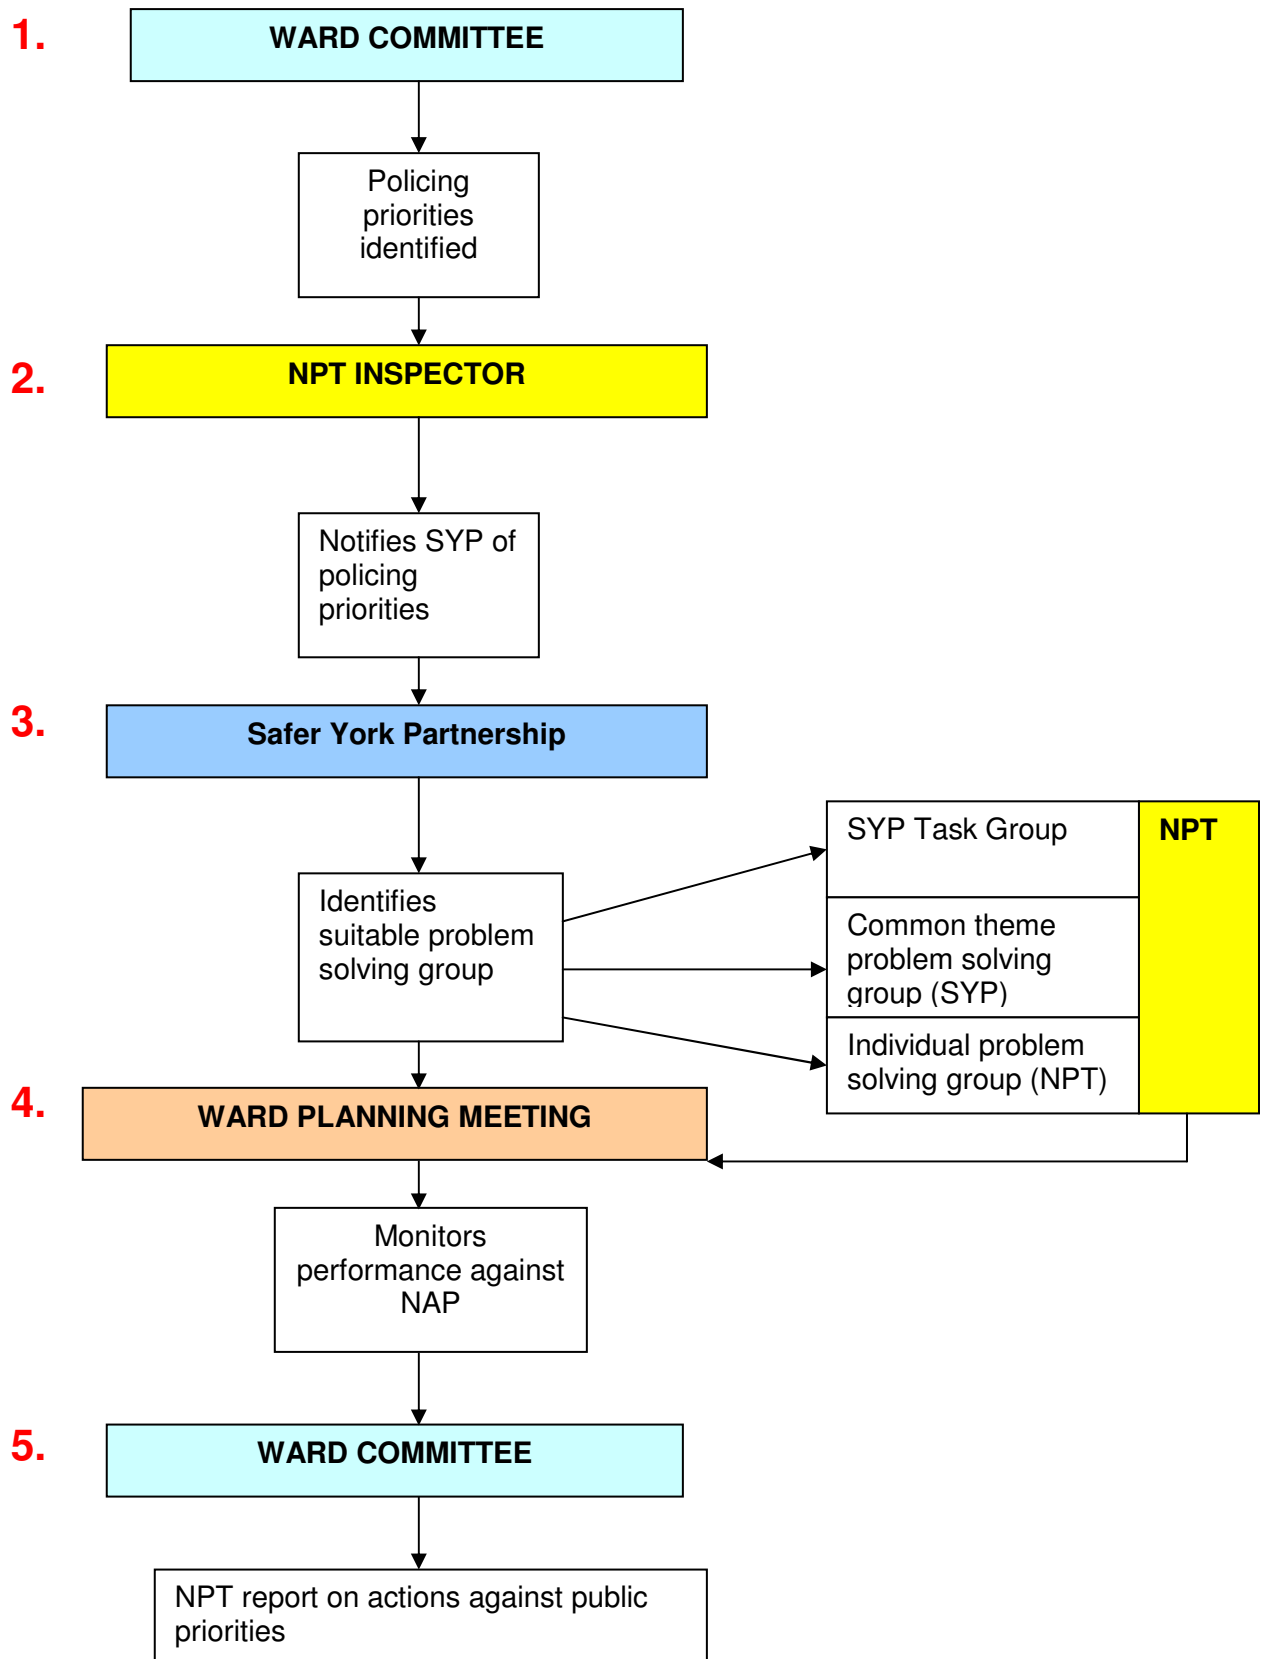 1.
WARD COMMITTEE
Policing
priorities
identified
2.
NPT INSPECTOR
Notifies SYP of
policing
priorities
3.
Safer York Partnership
Identifies
suitable problem
solving group
SYP Task Group
NPT
Common theme
problem solving
group (SYP)
Individual problem
solving group (NPT)
4.
WARD PLANNING MEETING
Monitors
performance against
NAP
5.
WARD COMMITTEE
NPT report on actions against public
priorities